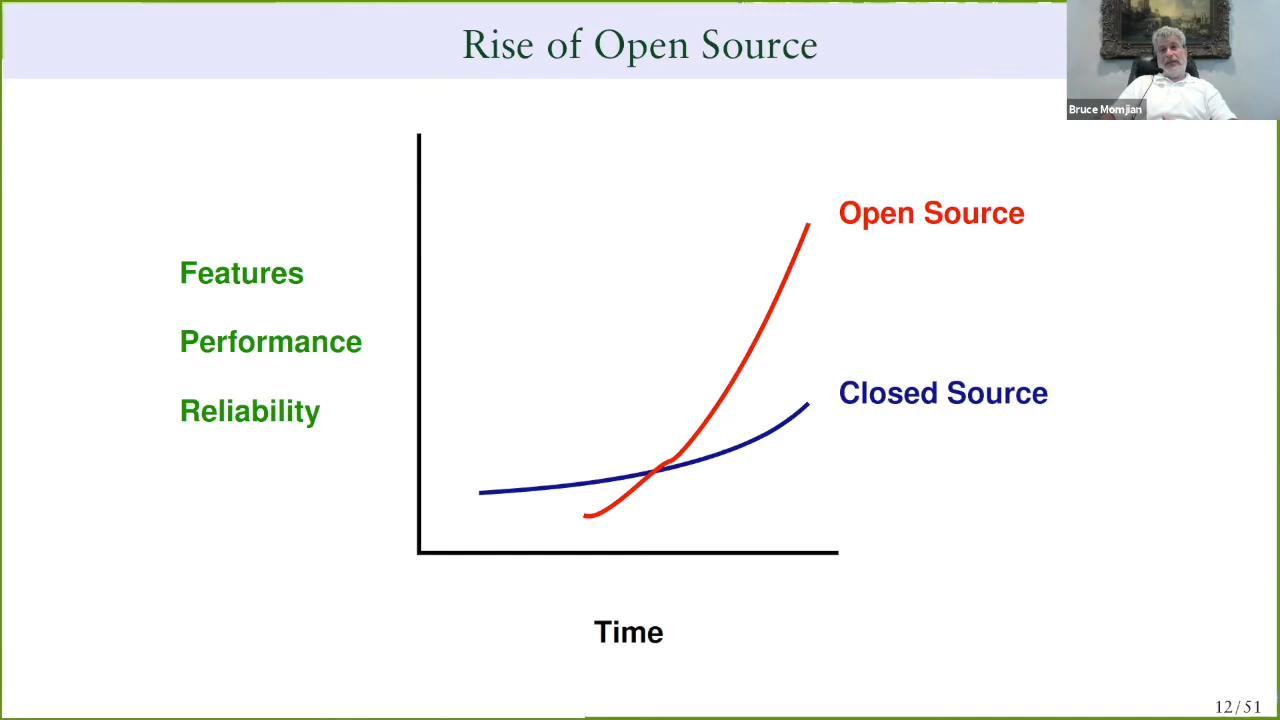 Rise of Open Source
Bruce Momjian
Open Source
Features
Performance
Closed Source
Reliability
Time
12/51